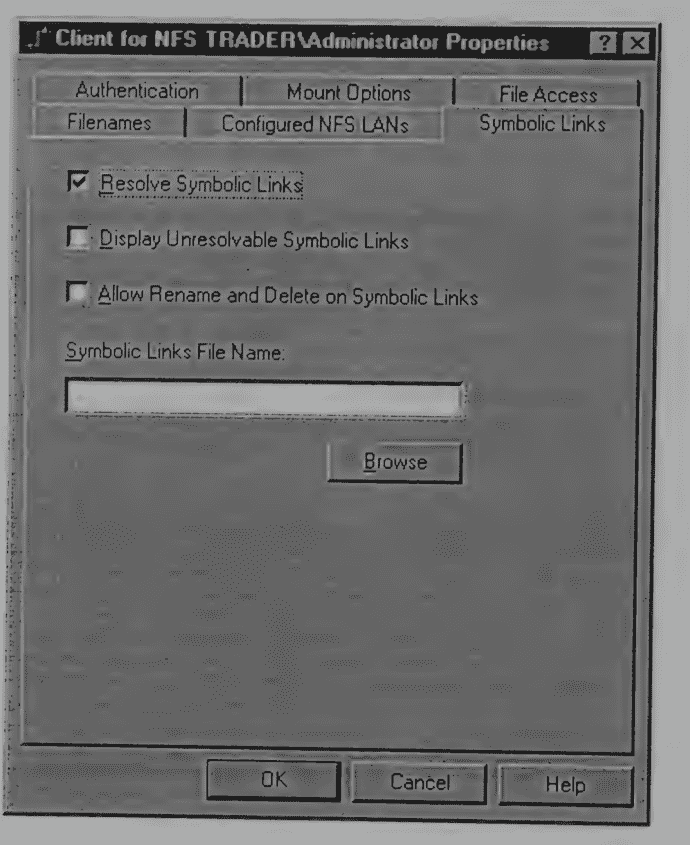 Client for NFS TRADER\Administrator Properties ? ×
Authentication Mount Options File Access
Filenames Configured NFS LANs Symbolic Links
Resolve Symbolic Links
Display Unresolvable Symbolic Links
Allow Rename and Delete on Symbolic Links
Symbolic Links File Name:
Browse
OK Cancel Help